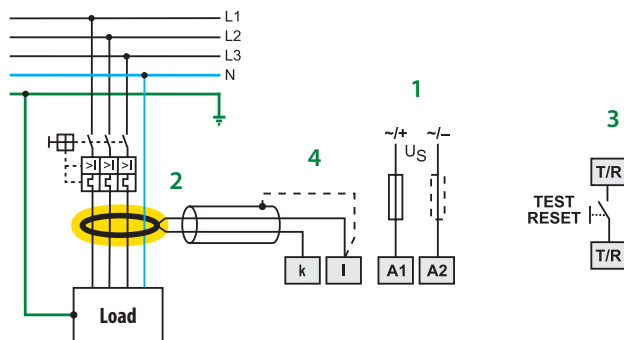 L1
L2
L3
N
1
3
~/+
~/–
US
4
2
>I >I >I
T/R
TEST
RESET
T/R
k
l
A1
A2
Load